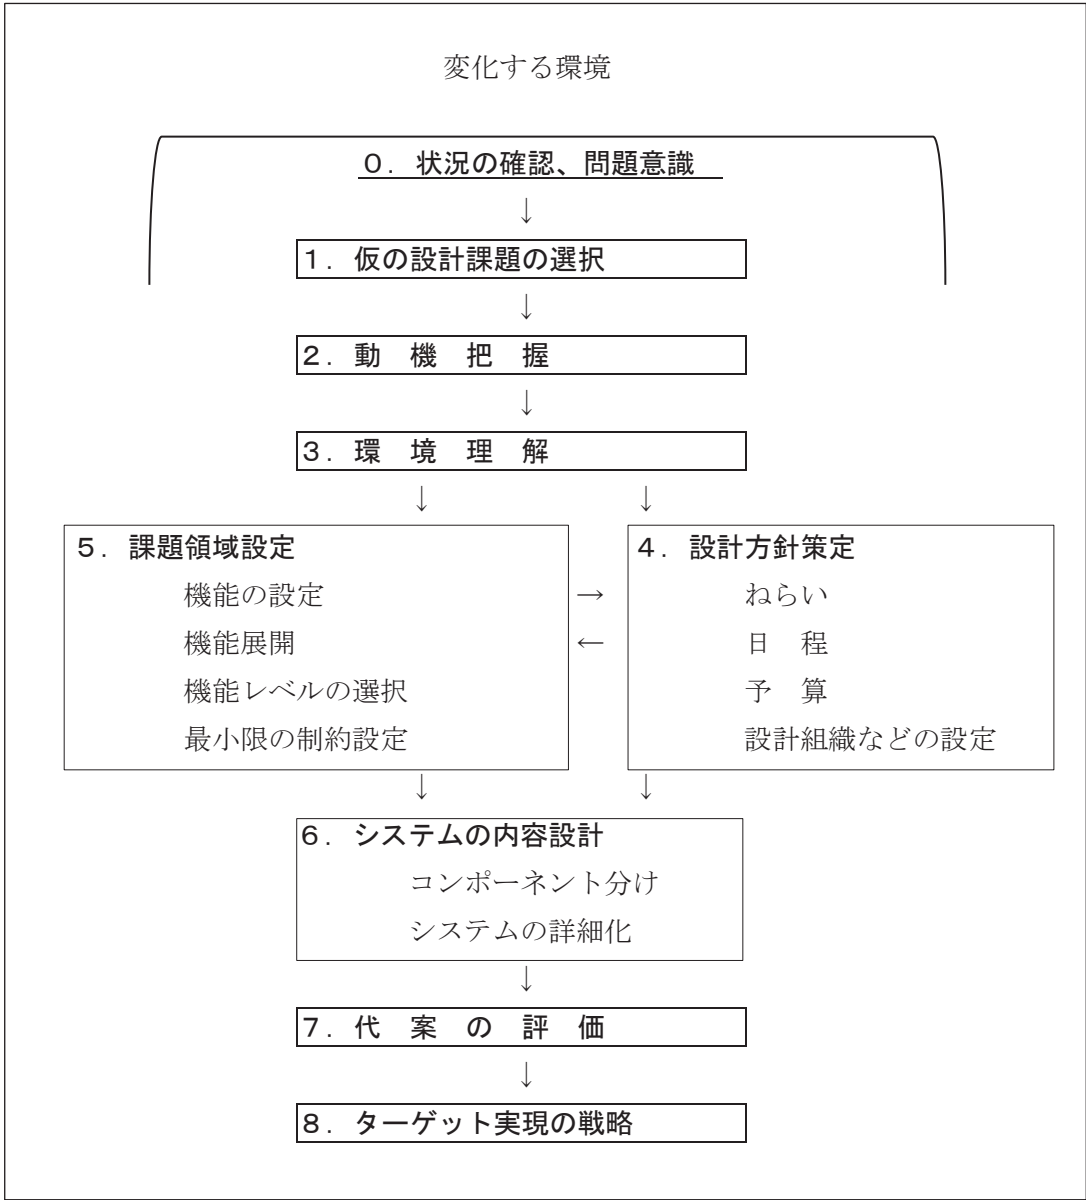 変化する環境
０．状況の確認、問題意識
↓
１．仮の設計課題の選択
↓
２．動　機　把　握
↓
３．環　境　理　解
↓　↓
５．課題領域設定
機能の設定
機能展開
機能レベルの選択
最小限の制約設定
→
←
４．設計方針策定
ねらい
日　程
予　算
設計組織などの設定
↓　↓
６．システムの内容設計
コンポーネント分け
システムの詳細化
↓
７．代　案　の　評　価
↓
８．ターゲット実現の戦略